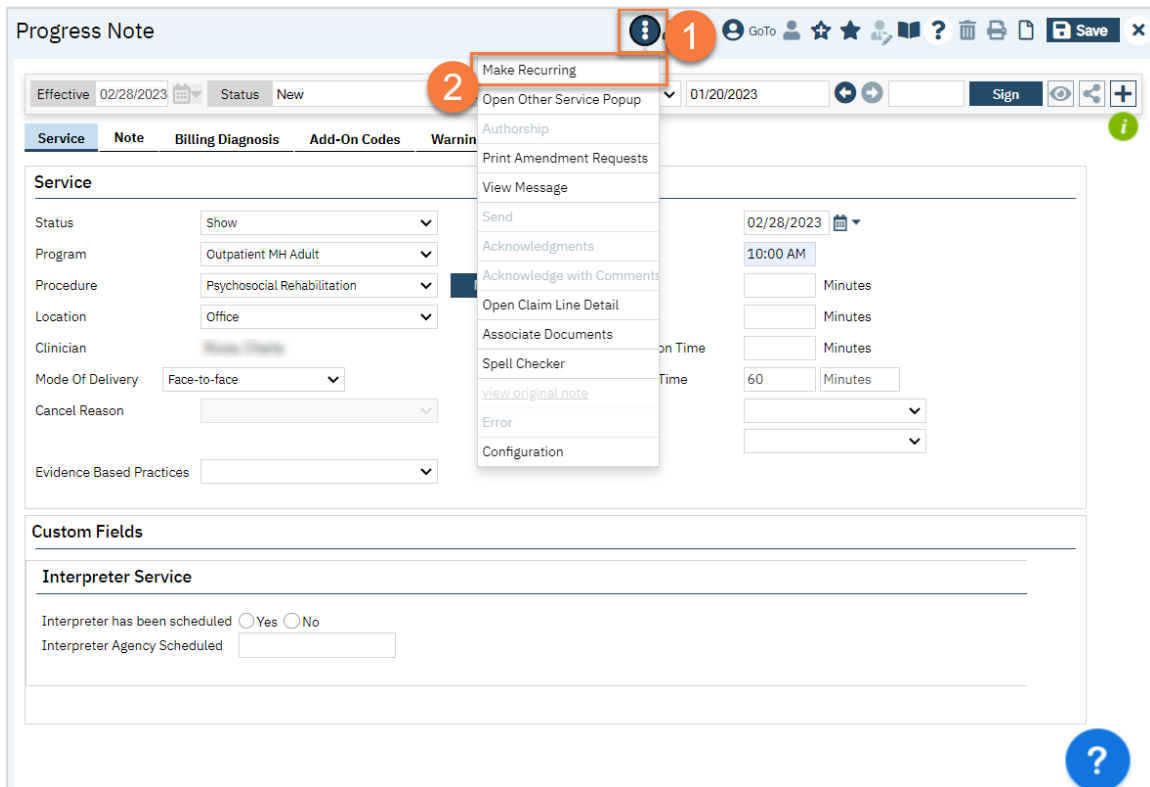 Progress Note
1
GoTo
?
Save
2
Make Recurring
Open Other Service Popup
Authorship
Print Amendment Requests
View Message
Send
Acknowledgments
Acknowledge with Comments
Open Claim Line Detail
Associate Documents
Spell Checker
view original note
Error
Configuration
Effective 02/28/2023 Status New 01/20/2023 Sign
i
Service Note Billing Diagnosis Add-On Codes Warnin
Service
Status Show 02/28/2023
Program Outpatient MH Adult 10:00 AM
Procedure Psychosocial Rehabilitation Minutes
Location Office Minutes
Clinician on Time Minutes
Mode Of Delivery Face-to-face Time 60 Minutes
Cancel Reason
Evidence Based Practices
Custom Fields
Interpreter Service
Interpreter has been scheduled Yes No
Interpreter Agency Scheduled
?